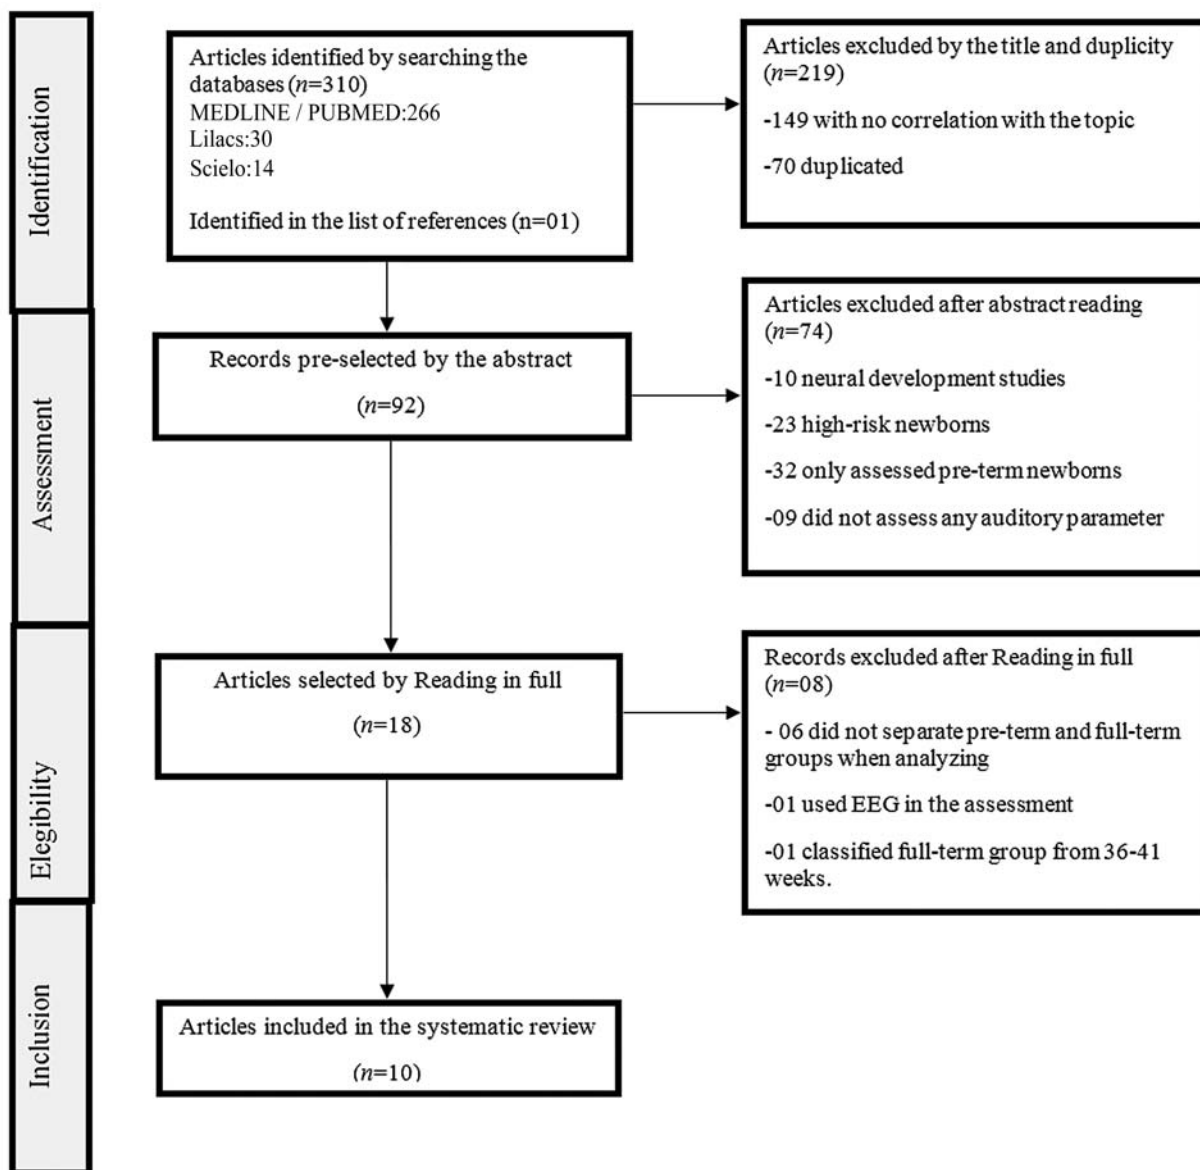 Identification
Articles identified by searching the
databases (n=310)
MEDLINE / PUBMED:266
Lilacs:30
Scielo:14
Identified in the list of references (n=01)
Articles excluded by the title and duplicity
(n=219)
-149 with no correlation with the topic
-70 duplicated
Assessment
Records pre-selected by the abstract
(n=92)
Articles excluded after abstract reading
(n=74)
-10 neural development studies
-23 high-risk newborns
-32 only assessed pre-term newborns
-09 did not assess any auditory parameter
Elegibility
Articles selected by Reading in full
(n=18)
Records excluded after Reading in full
(n=08)
- 06 did not separate pre-term and full-term
groups when analyzing
-01 used EEG in the assessment
-01 classified full-term group from 36-41
weeks.
Inclusion
Articles included in the systematic review
(n=10)